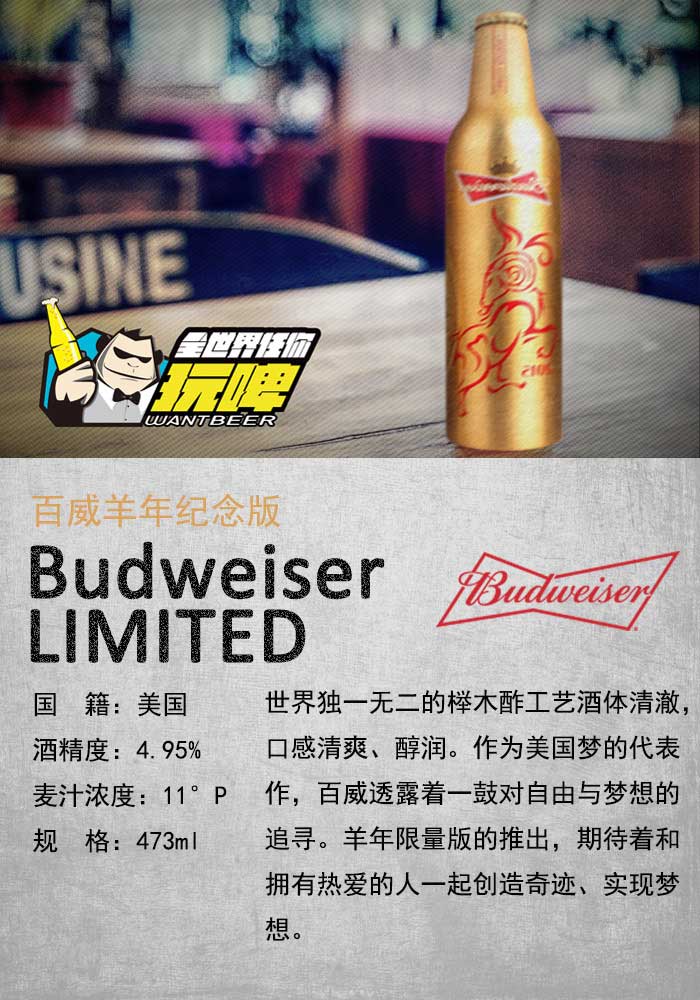 USINE
Budweiser
2105
全世界任你
玩啤
WANTBEER
百威羊年纪念版
Budweiser
LIMITED
Budweiser
国 籍：美国
酒精度：4.95%
麦汁浓度：11°P
规 格：473ml
世界独一无二的榉木酢工艺酒体清澈，
口感清爽、醇润。作为美国梦的代表
作，百威透露着一鼓对自由与梦想的
追寻。羊年限量版的推出，期待着和
拥有热爱的人一起创造奇迹、实现梦
想。